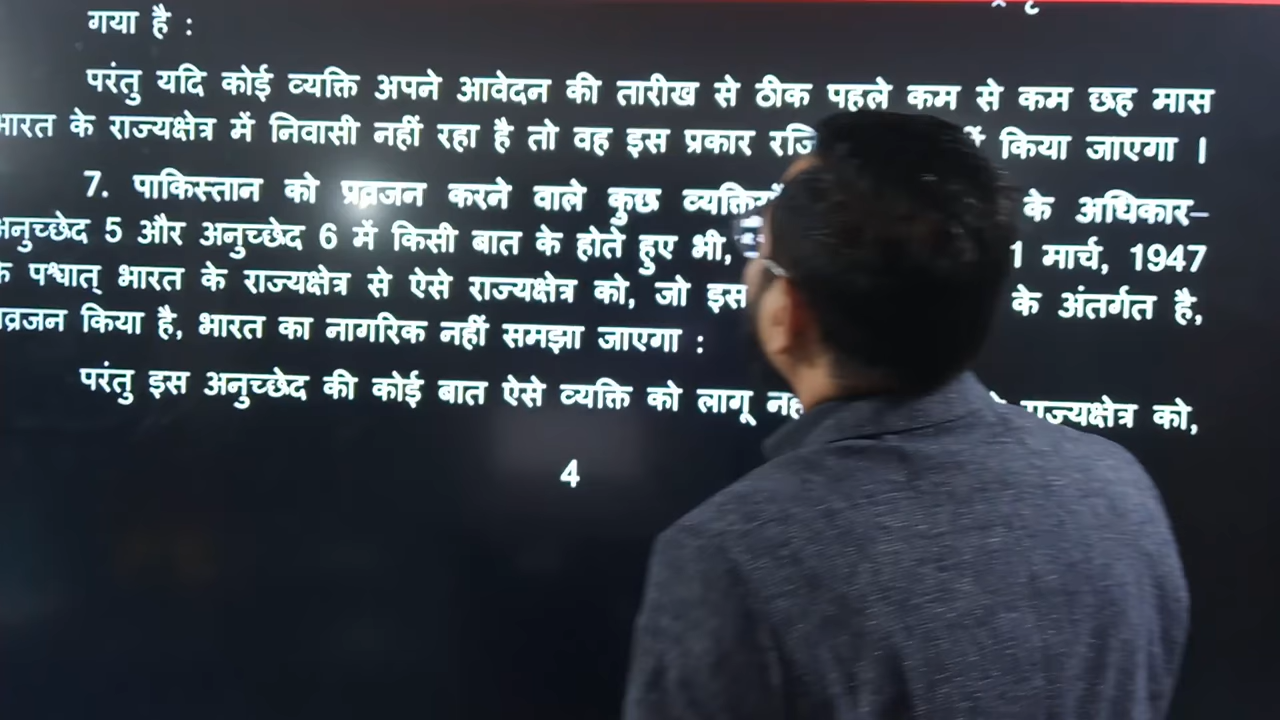 गया है :
परंतु यदि कोई व्यक्ति अपने आवेदन की तारीख से ठीक पहले कम से कम छह मास
भारत के राज्यक्षेत्र में निवासी नहीं रहा है तो वह इस प्रकार किया जाएगा ।
7. पाकिस्तान को प्रव्रजन करने वाले कुछ के अधिकार–
अनुच्छेद 5 और अनुच्छेद 6 में किसी बात के होते हुए भी, 1 मार्च, 1947
के पश्चात् भारत के राज्यक्षेत्र से ऐसे राज्यक्षेत्र को, जो इस के अंतर्गत है,
प्रव्रजन किया है, भारत का नागरिक नहीं समझा जाएगा :
परंतु इस अनुच्छेद की कोई बात ऐसे व्यक्ति को लागू राज्यक्षेत्र को,
4